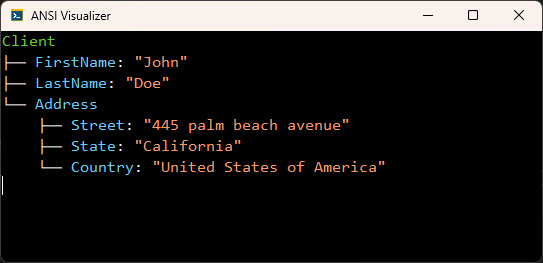 ANSI Visualizer
Client
├── FirstName: "John"
├── LastName: "Doe"
└── Address
    ├── Street: "445 palm beach avenue"
    ├── State: "California"
    └── Country: "United States of America"